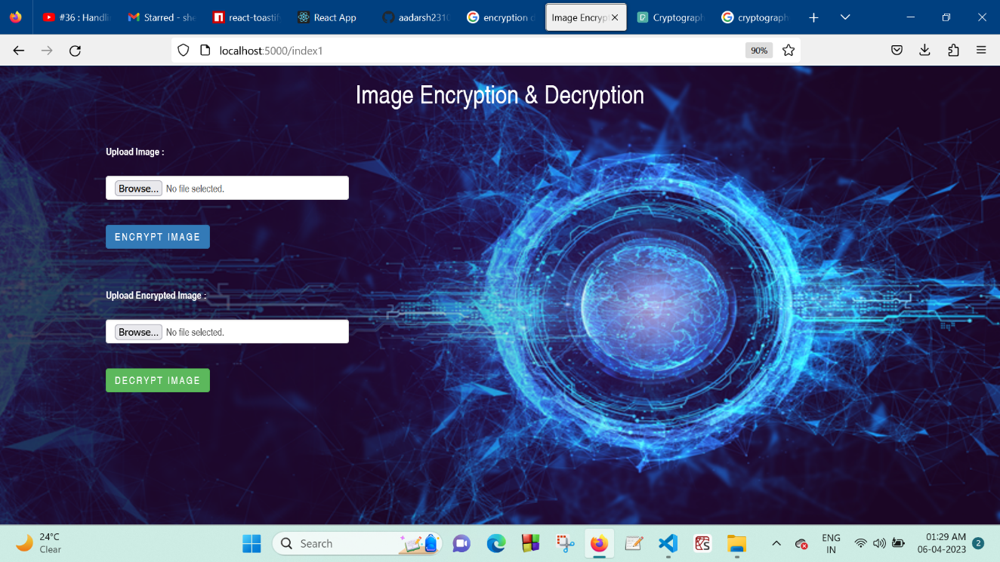 #36 : Handli
Starred - she
react-toastif
React App
aadarsh231
encryption d
Image Encryp
Cryptograph
cryptograph
localhost:5000/index1
90%
Image Encryption & Decryption
Upload Image :
Browse... No file selected.
ENCRYPT IMAGE
Upload Encrypted Image :
Browse... No file selected.
DECRYPT IMAGE
24°C
Clear
Search
ENG
IN
01:29 AM
06-04-2023
2